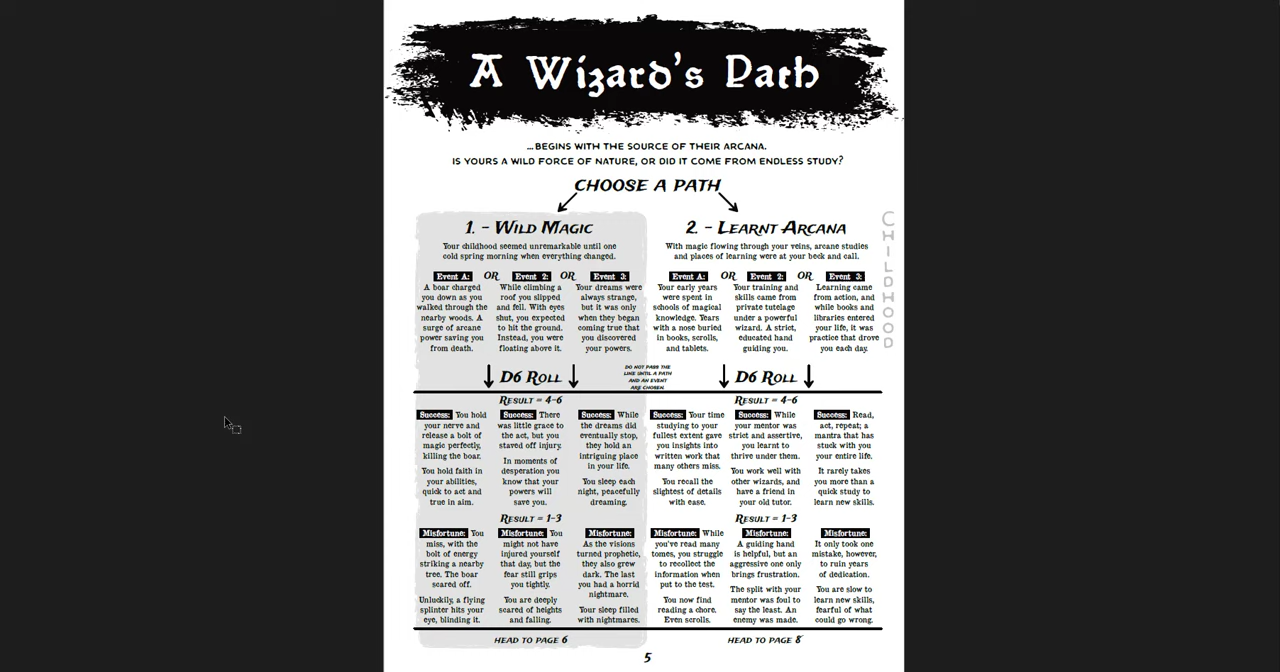 A Wizard's Path
...BEGINS WITH THE SOURCE OF THEIR ARCANA.
IS YOURS A WILD FORCE OF NATURE, OR DID IT COME FROM ENDLESS STUDY?
CHOOSE A PATH
1. - WILD MAGIC
Your childhood seemed unremarkable until one
cold spring morning when everything changed.
Event A: OR Event 2: OR Event 3:
A boar charged
you down as you
walked through the
nearby woods. A
surge of arcane
power saving you
from death.
While climbing a
roof you slipped
and fell. With eyes
shut, you expected
to hit the ground.
Instead, you were
floating above it.
Your dreams were
always strange,
but it was only
when they began
coming true that
you discovered
your powers.
2. - LEARNT ARCANA
With magic flowing through your veins, arcane studies
and places of learning were at your beck and call.
Event A: OR Event 2: OR Event 3:
Your early years
were spent in
schools of magical
knowledge. Years
with a nose buried
in books, scrolls,
and tablets.
Your training and
skills came from
private tutelage
under a powerful
wizard. A strict,
educated hand
guiding you.
Learning came
from action, and
while books and
libraries entered
your life, it was
practice that drove
you each day.
CHILDHOOD
D6 ROLL
DO NOT PASS THE
LINE UNTIL A PATH
AND AN EVENT
ARE CHOSEN
D6 ROLL
RESULT = 4-6
Success: You hold
your nerve and
release a bolt of
magic perfectly,
killing the boar.
You hold faith in
your abilities,
quick to act and
true in aim.
Success: There
was little grace to
the act, but you
staved off injury.
In moments of
desperation you
know that your
powers will
save you.
Success: While
the dreams did
eventually stop,
they hold an
intriguing place
in your life.
You sleep each
night, peacefully
dreaming.
RESULT = 4-6
Success: Your time
studying to your
fullest extent gave
you insights into
written work that
many others miss.
You recall the
slightest of details
with ease.
Success: While
your mentor was
strict and assertive,
you learnt to
thrive under them.
You work well with
other wizards, and
have a friend in
your old tutor.
Success: Read,
act, repeat; a
mantra that has
stuck with you
your entire life.
It rarely takes
you more than a
quick study to
learn new skills.
RESULT = 1-3
Misfortune: You
miss, with the
bolt of energy
striking a nearby
tree. The boar
scared off.
Unluckily, a flying
splinter hits your
eye, blinding it.
Misfortune: You
might not have
injured yourself
that day, but the
fear still grips
you tightly.
You are deeply
scared of heights
and falling.
Misfortune:
As the visions
turned prophetic,
they also grew
dark. The last
you had a horrid
nightmare.
Your sleep filled
with nightmares.
RESULT = 1-3
Misfortune: While
you've read many
tomes, you struggle
to recollect the
information when
put to the test.
You now find
reading a chore.
Even scrolls.
Misfortune:
A guiding hand
is helpful, but an
aggressive one only
brings frustration.
The split with your
mentor was foul to
say the least. An
enemy was made.
Misfortune:
It only took one
mistake, however,
to ruin years
of dedication.
You are slow to
learn new skills,
fearful of what
could go wrong.
HEAD TO PAGE 6
HEAD TO PAGE 8
5